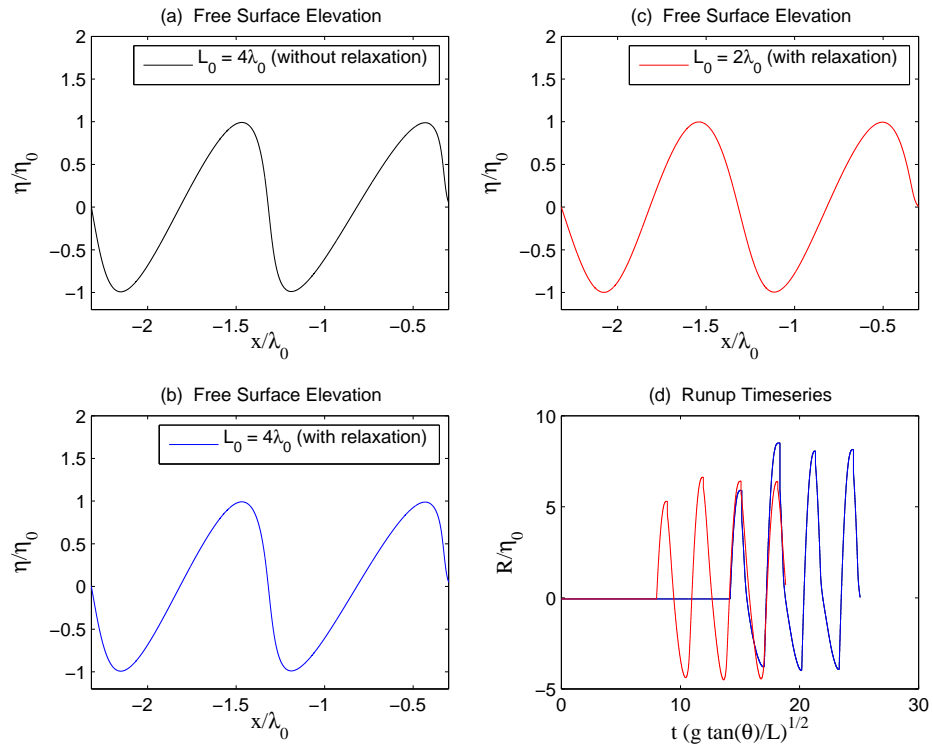 (a) Free Surface Elevation
L₀ = 4λ₀ (without relaxation)
2
1.5
1
0.5
0
−0.5
−1
η/η₀
−2
−1.5
−1
−0.5
x/λ₀
(c) Free Surface Elevation
L₀ = 2λ₀ (with relaxation)
2
1.5
1
0.5
0
−0.5
−1
η/η₀
−2
−1.5
−1
−0.5
x/λ₀
(b) Free Surface Elevation
L₀ = 4λ₀ (with relaxation)
2
1.5
1
0.5
0
−0.5
−1
η/η₀
−2
−1.5
−1
−0.5
x/λ₀
(d) Runup Timeseries
10
5
0
−5
R/η₀
0
10
20
30
t (g tan(θ)/L)^1/2